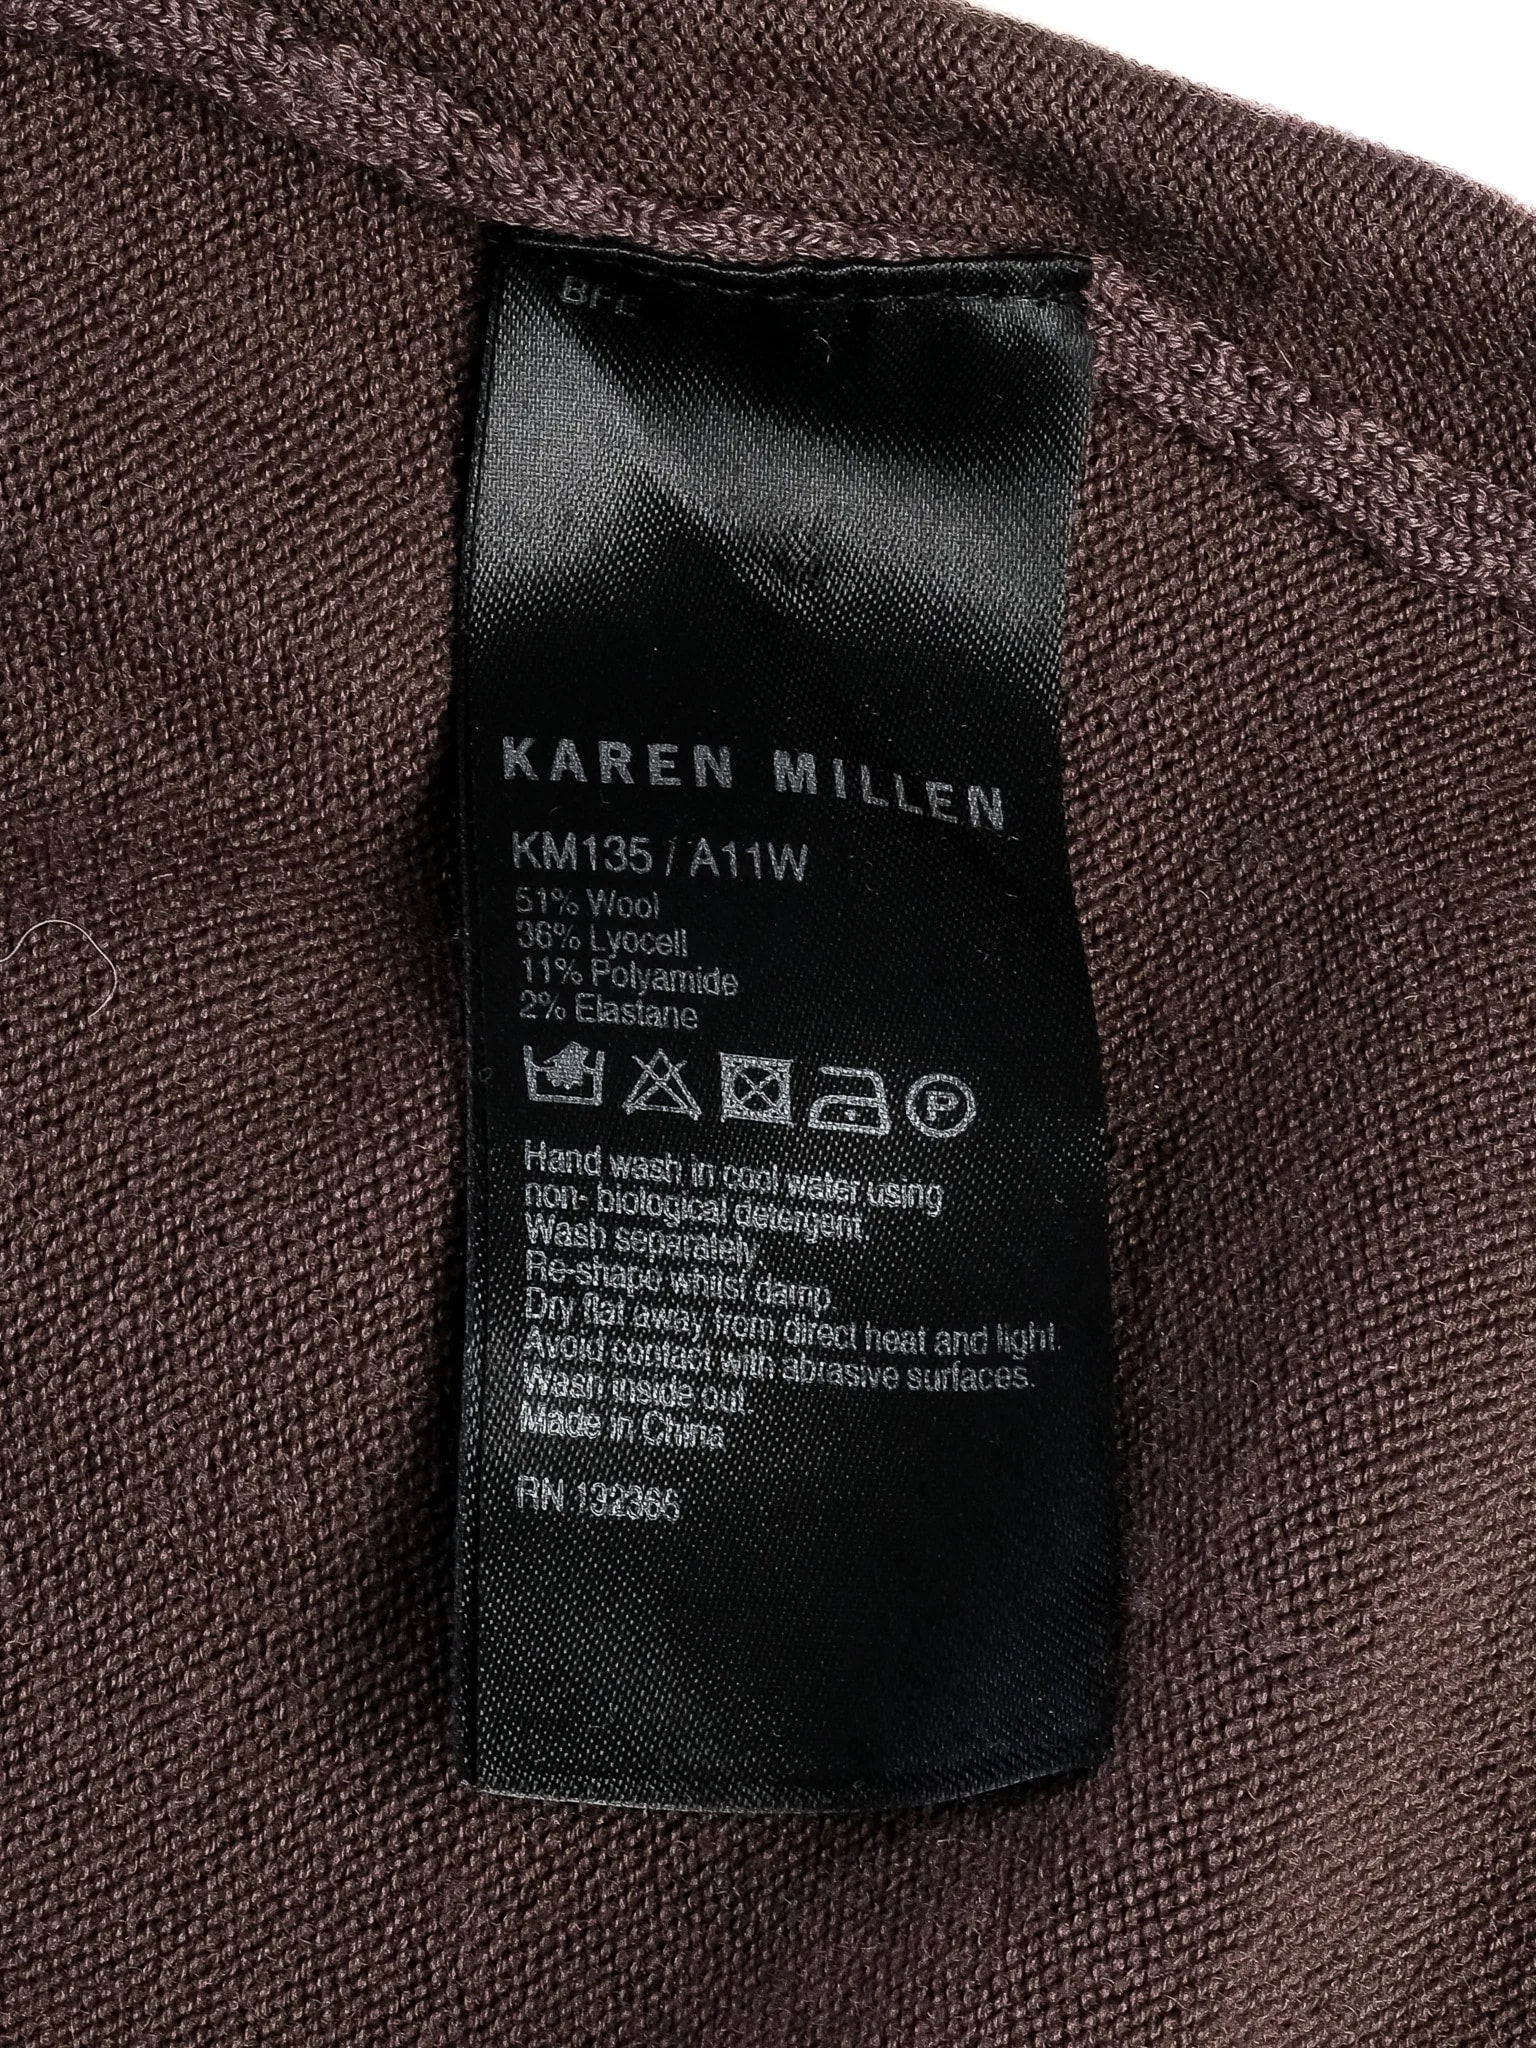 BFE
KAREN MILLEN
KM135 / A11W
51% Wool
36% Lyocell
11% Polyamide
2% Elastane
P
Hand wash in cool water using
non- biological detergent.
Wash separately.
Re-shape whilst damp.
Dry flat away from direct heat and light.
Avoid contact with abrasive surfaces.
Wash inside out
Made in China
RN 132366